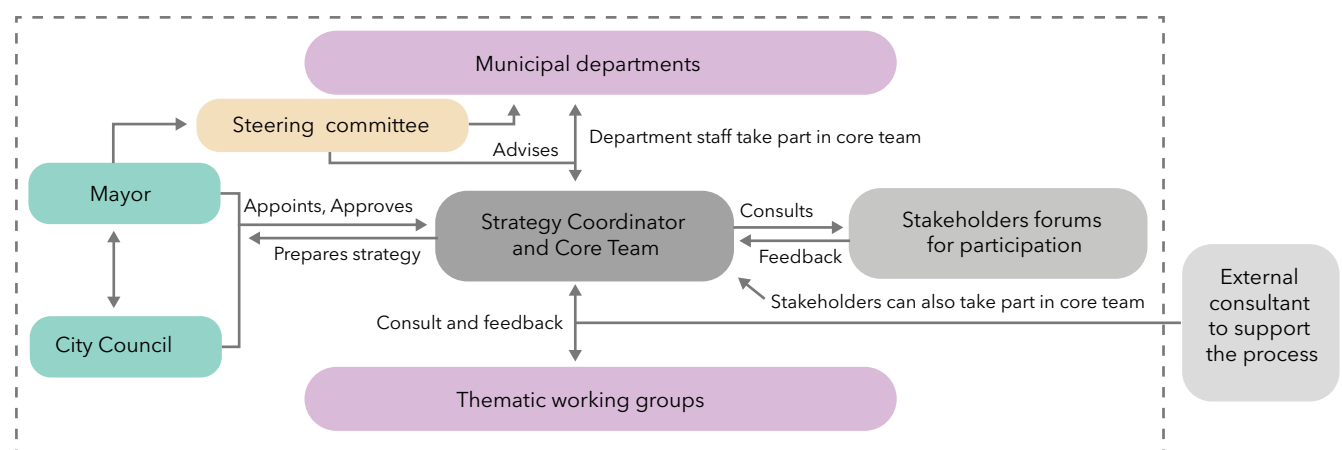 Municipal departments
Steering committee
Advises
Department staff take part in core team
Mayor
Appoints, Approves
Prepares strategy
Strategy Coordinator
and Core Team
Consults
Feedback
Stakeholders forums
for participation
Stakeholders can also take part in core team
City Council
Consult and feedback
External
consultant
to support
the process
Thematic working groups